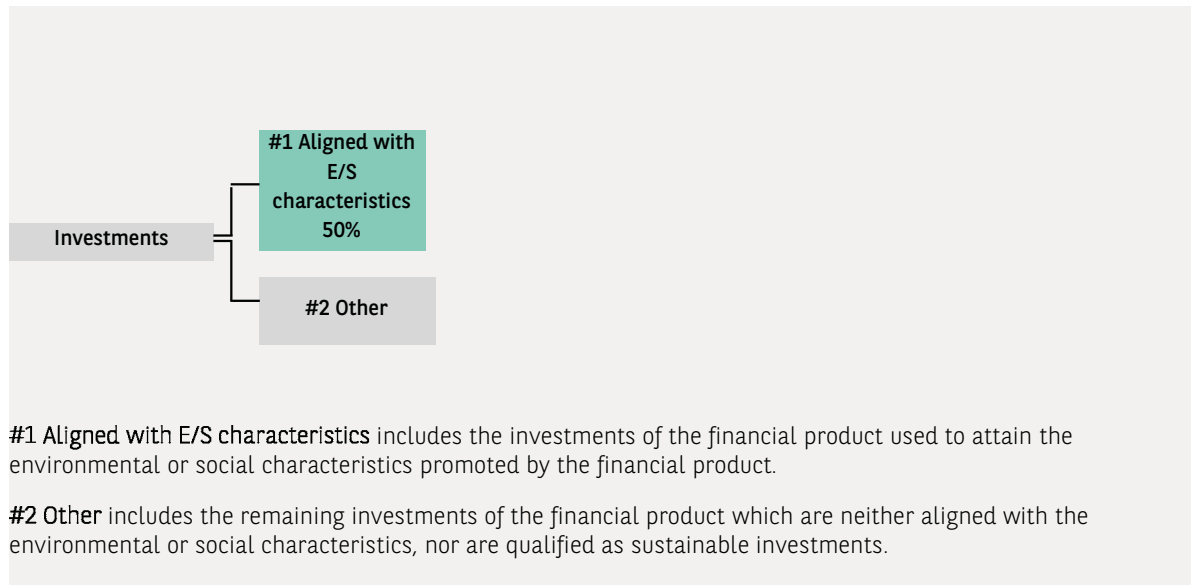 #1 Aligned with
E/S
characteristics
50%
Investments
#2 Other
#1 Aligned with E/S characteristics includes the investments of the financial product used to attain the
environmental or social characteristics promoted by the financial product.
#2 Other includes the remaining investments of the financial product which are neither aligned with the
environmental or social characteristics, nor are qualified as sustainable investments.